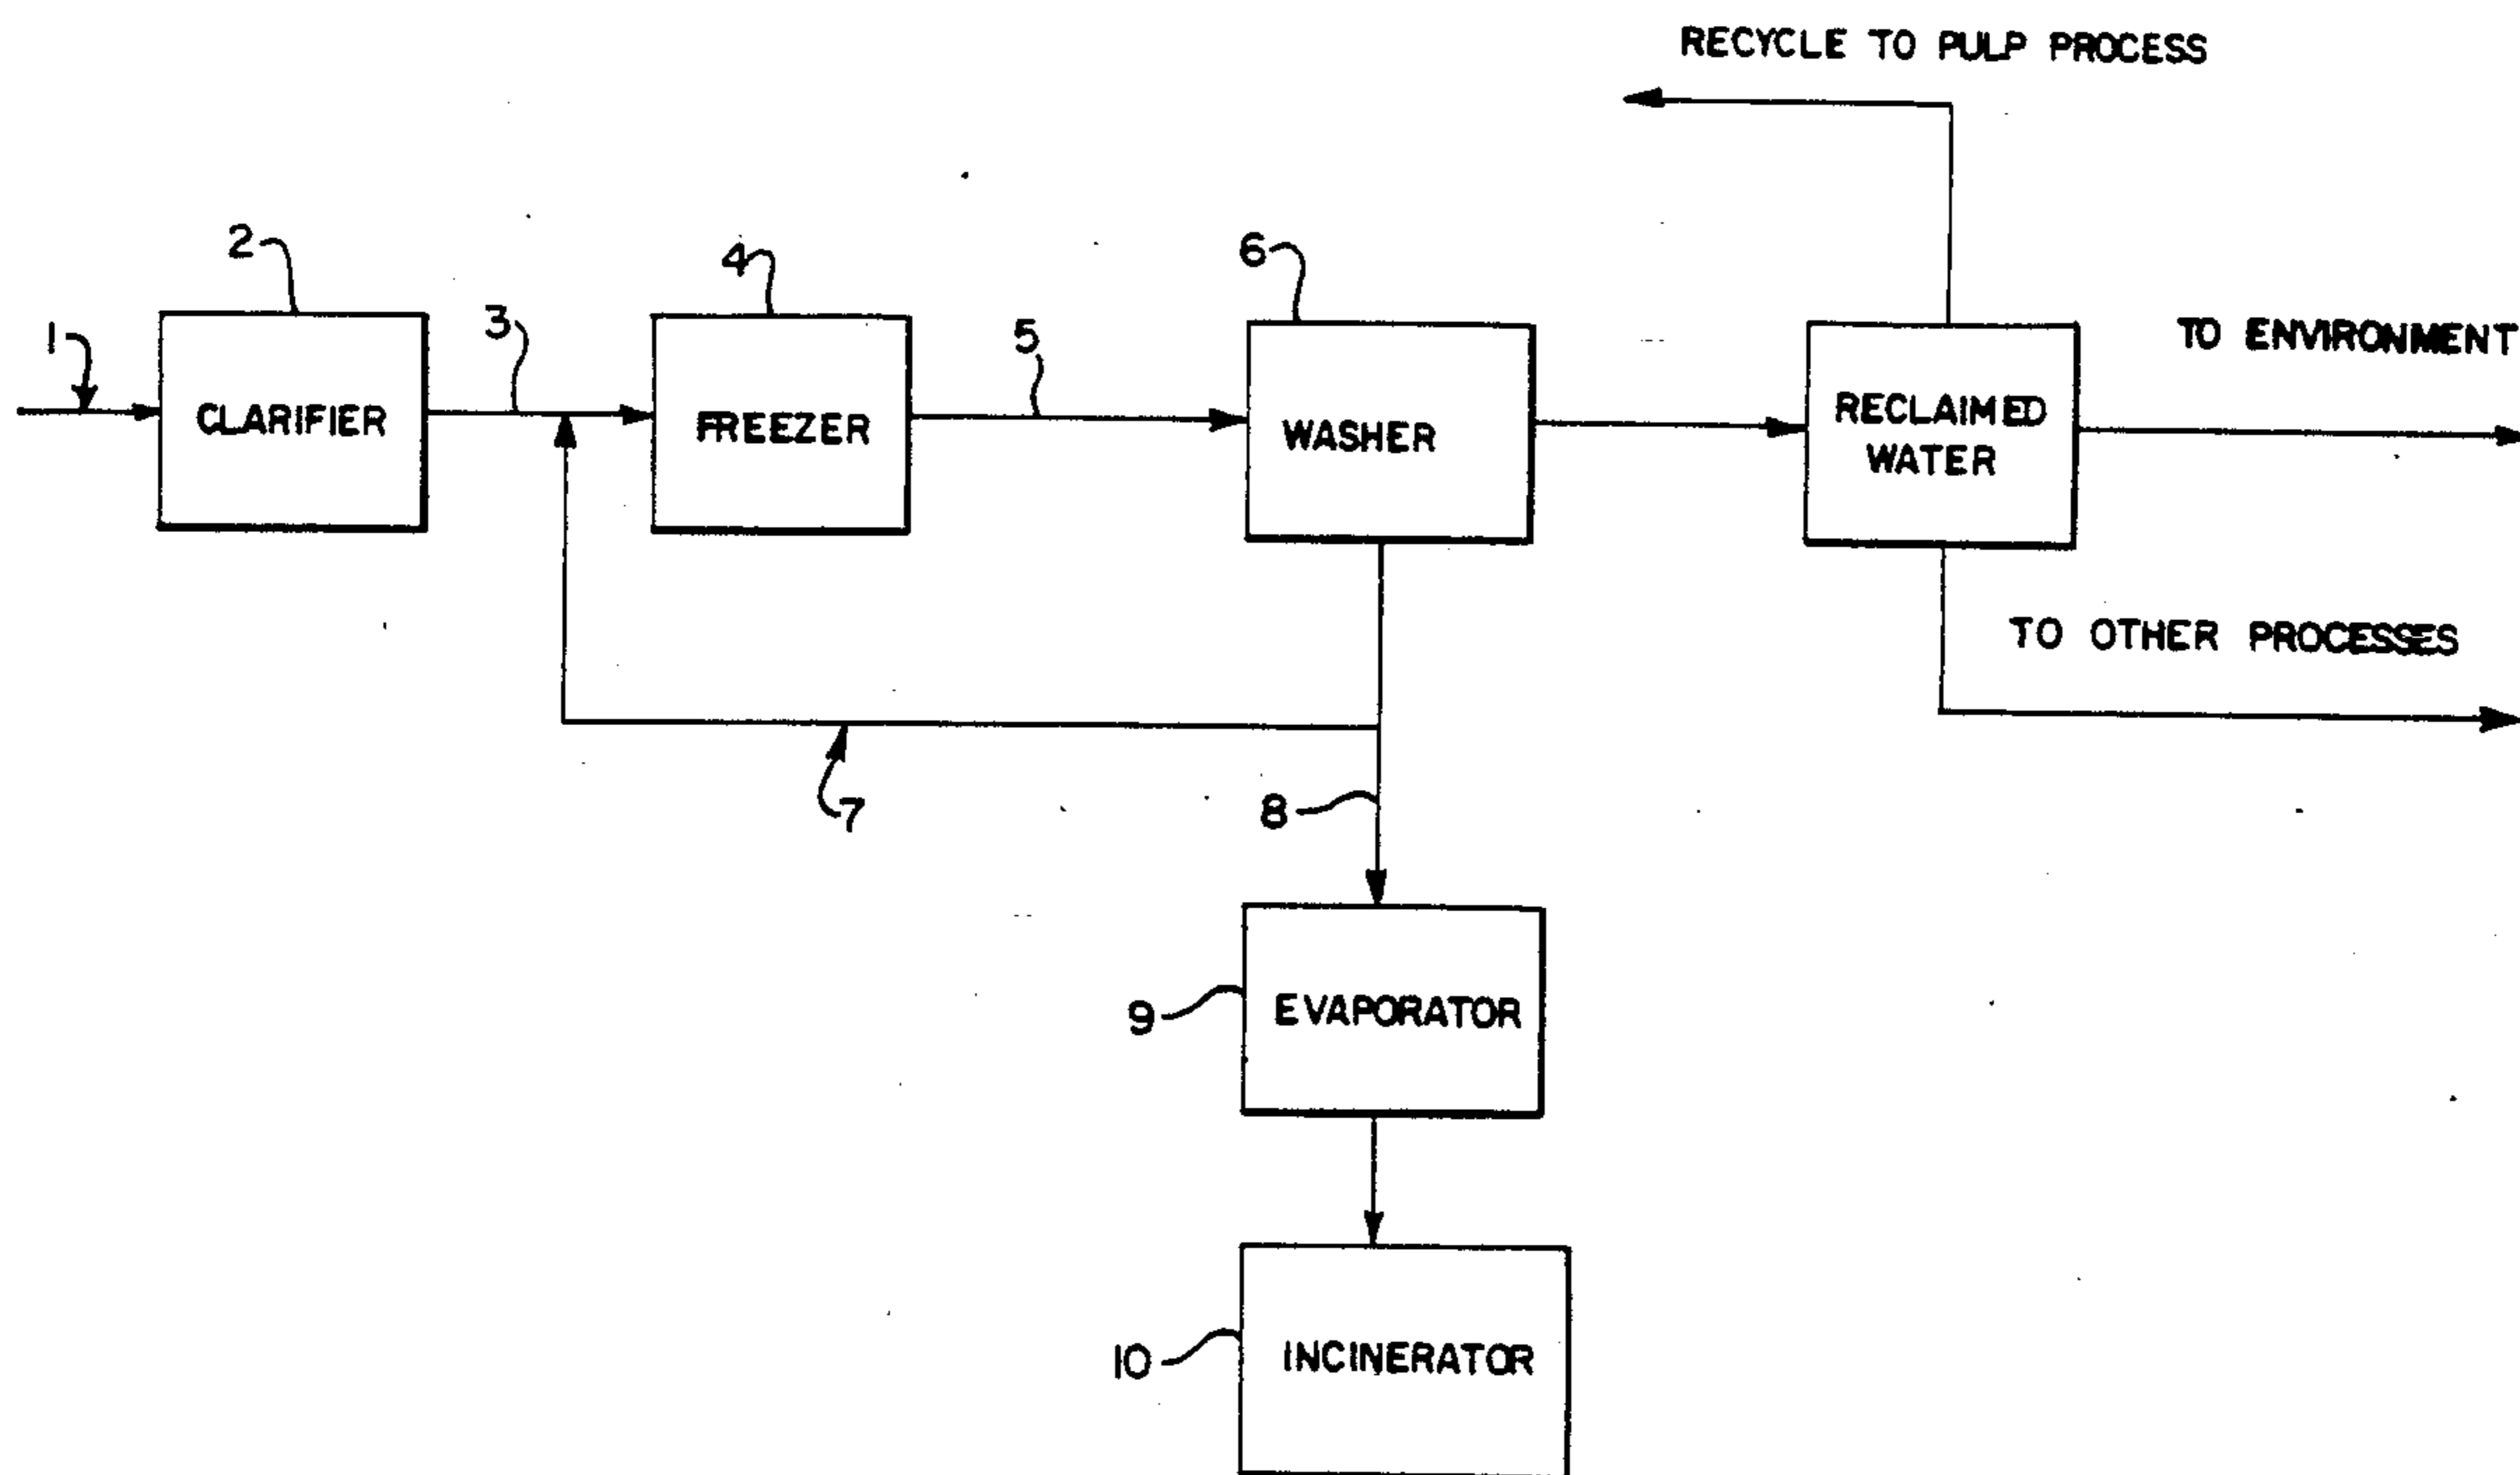 RECYCLE TO PULP PROCESS
2
4
6
1
3
5
TO ENVIRONMENT
CLARIFIER
FREEZER
WASHER
RECLAIMED
WATER
TO OTHER PROCESSES
7
8
9
EVAPORATOR
10
INCINERATOR